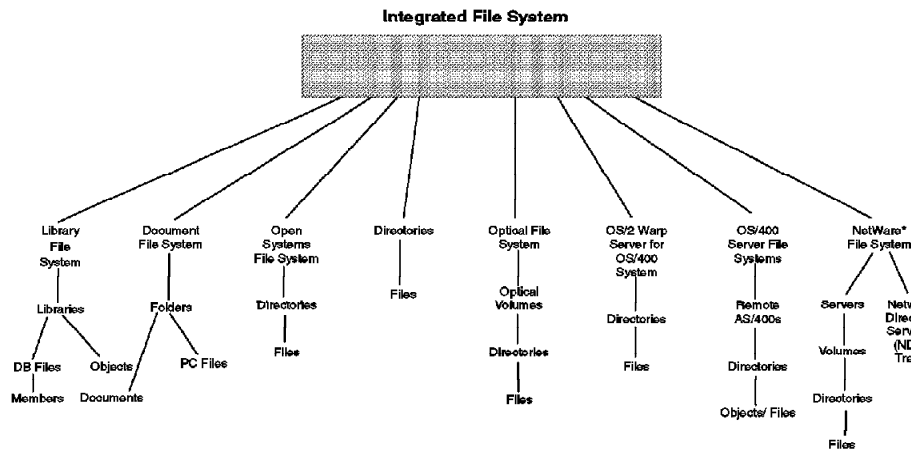 Integrated File System
Library
File
System
Libraries
DB Files
Objects
Members
Document
File System
Folders
PC Files
Documents
Open
Systems
File System
Directories
Files
Directories
Files
Optical File
System
Optical
Volumes
Directories
Files
OS/2 Warp
Server for
OS/400
System
Directories
Files
OS/400
Server File
Systems
Remote
AS/400s
Directories
Objects/ Files
NetWare*
File System
Servers
Volumes
Directories
Files